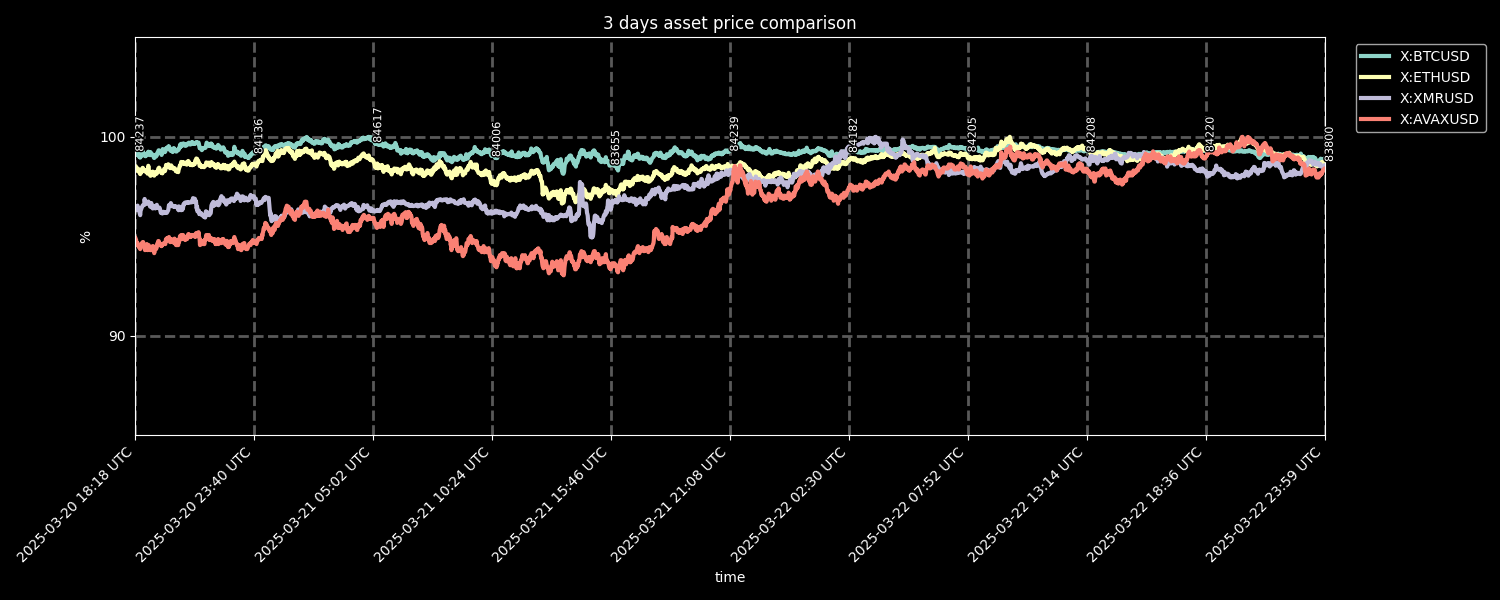 3 days asset price comparison
X:BTCUSD
X:ETHUSD
X:XMRUSD
X:AVAXUSD
84237
84136
84617
84006
83655
84239
84182
84205
84208
84220
83800
100
90
%
2025-03-20 18:18 UTC
2025-03-20 23:40 UTC
2025-03-21 05:02 UTC
2025-03-21 10:24 UTC
2025-03-21 15:46 UTC
2025-03-21 21:08 UTC
2025-03-22 02:30 UTC
2025-03-22 07:52 UTC
2025-03-22 13:14 UTC
2025-03-22 18:36 UTC
2025-03-22 23:59 UTC
time